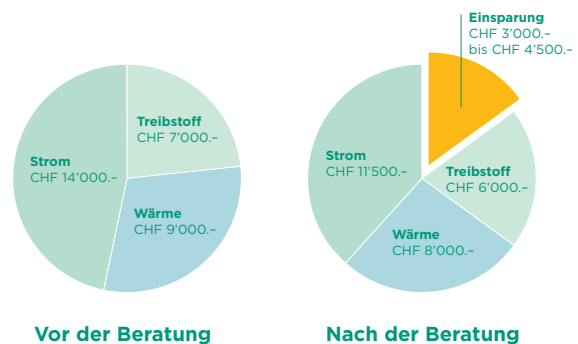 Einsparung
CHF 3’000.–
bis CHF 4’500.–
Treibstoff
CHF 7’000.–
Strom
CHF 14’000.–
Wärme
CHF 9’000.–
Strom
CHF 11’500.–
Treibstoff
CHF 6’000.–
Wärme
CHF 8’000.–
Vor der Beratung
Nach der Beratung